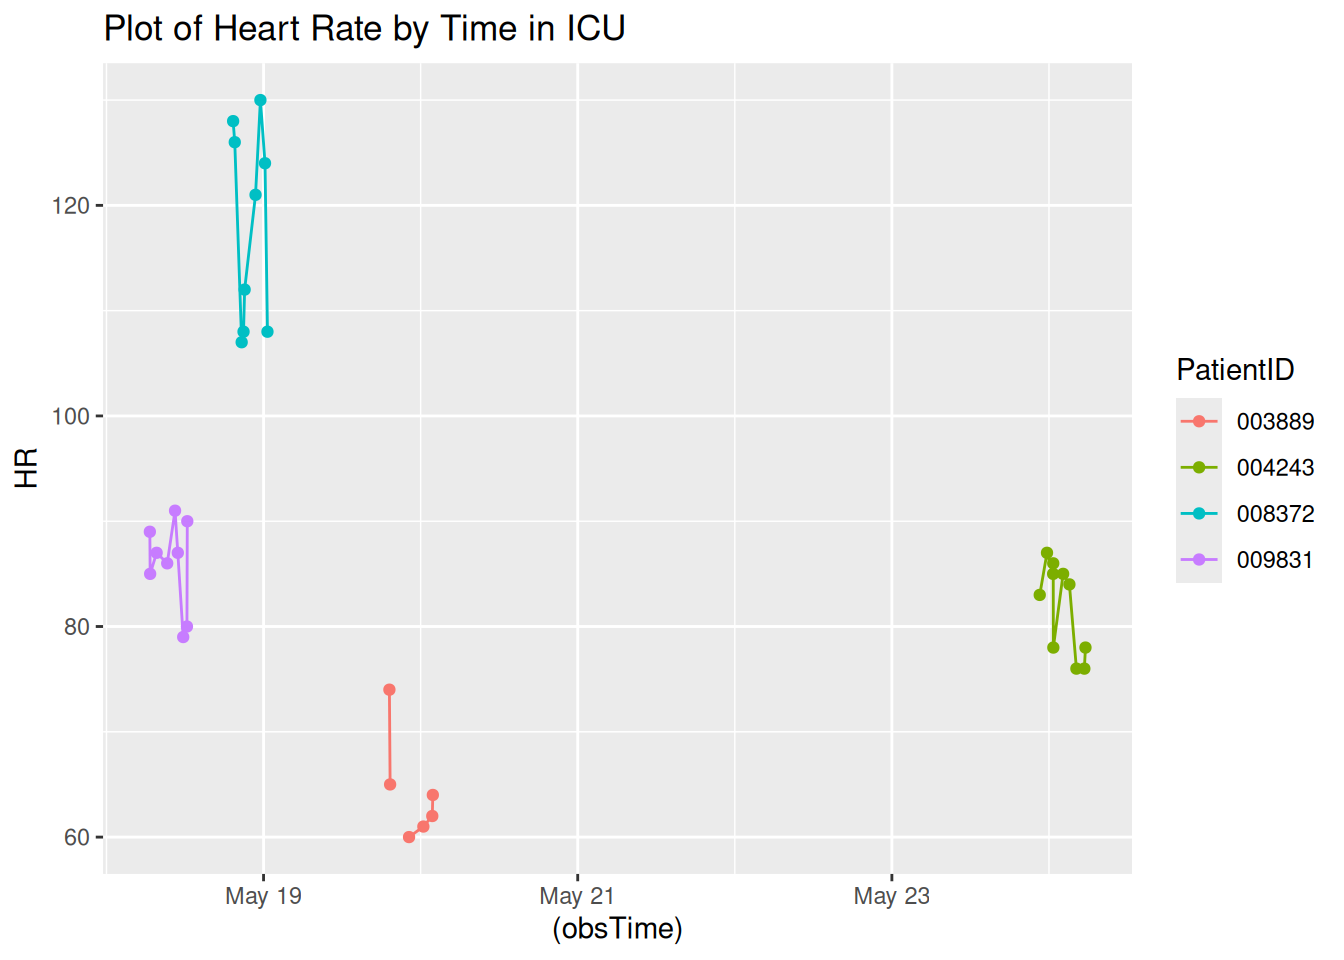 Plot of Heart Rate by Time in ICU
HR
120
100
80
60
May 19
May 21
May 23
(obsTime)
PatientID
003889
004243
008372
009831